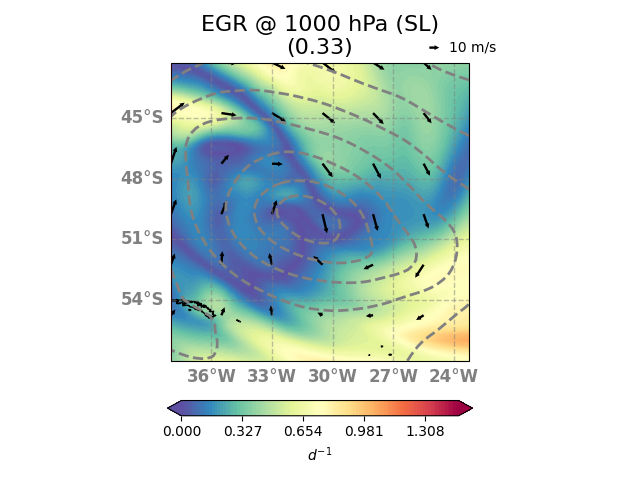 EGR @ 1000 hPa (SL)
(0.33)
10 m/s
45°S
48°S
51°S
54°S
36°W 33°W 30°W 27°W 24°W
0.000 0.327 0.654 0.981 1.308
d⁻¹